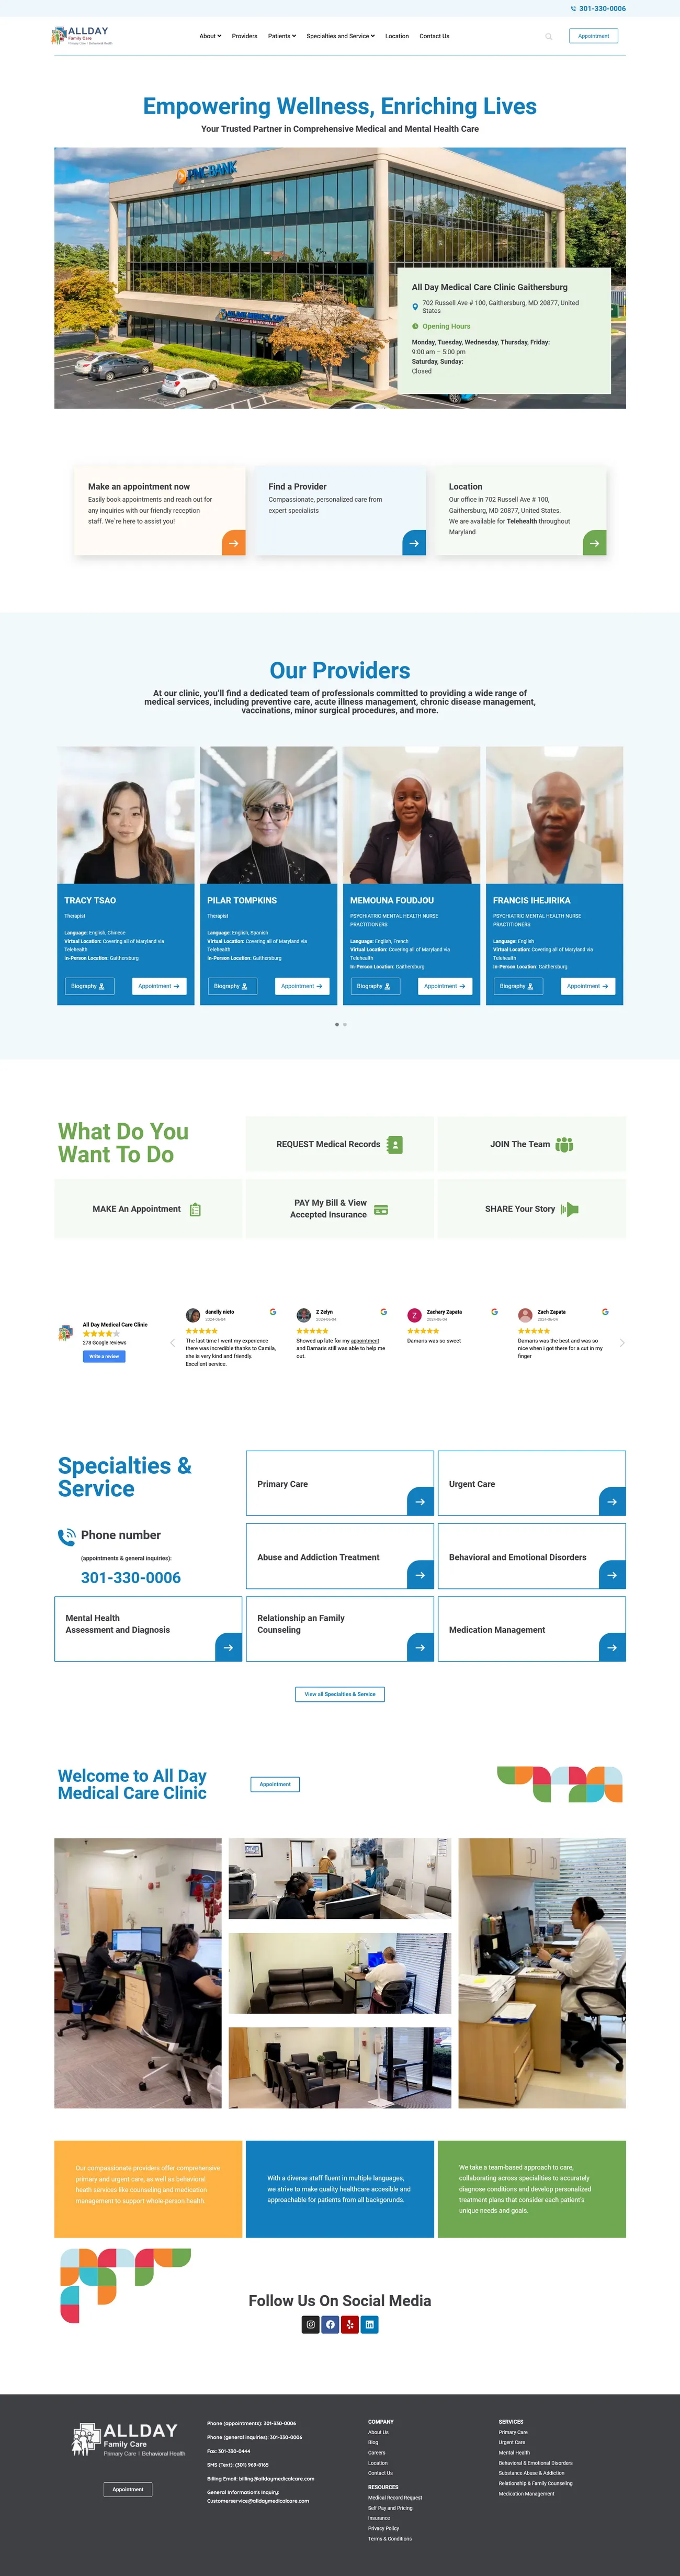 301-330-0006
ALLDAY
Family Care
Primary Care | Behavioral Health
About
Providers
Patients
Specialties and Service
Location
Contact Us
Appointment
Empowering Wellness, Enriching Lives
Your Trusted Partner in Comprehensive Medical and Mental Health Care
PNC BANK
All Day Medical Care Clinic Gaithersburg
702 Russell Ave # 100, Gaithersburg, MD 20877, United
States
Opening Hours
Monday, Tuesday, Wednesday, Thursday, Friday:
9:00 am – 5:00 pm
Saturday, Sunday:
Closed
Make an appointment now
Easily book appointments and reach out for
any inquiries with our friendly reception
staff. We're here to assist you!
Find a Provider
Compassionate, personalized care from
expert specialists
Location
Our office in 702 Russell Ave # 100,
Gaithersburg, MD 20877, United States.
We are available for Telehealth throughout
Maryland
Our Providers
At our clinic, you'll find a dedicated team of professionals committed to providing a wide range of
medical services, including preventive care, acute illness management, chronic disease management,
vaccinations, minor surgical procedures, and more.
TRACY TSAO
Therapist
Language: English, Chinese
Virtual Location: Covering all of Maryland via
Telehealth
In-Person Location: Gaithersburg
Biography
Appointment
PILAR TOMPKINS
Therapist
Language: English, Spanish
Virtual Location: Covering all of Maryland via
Telehealth
In-Person Location: Gaithersburg
Biography
Appointment
MEMOUNA FOUDJOU
PSYCHIATRIC MENTAL HEALTH NURSE
PRACTITIONERS
Language: English, French
Virtual Location: Covering all of Maryland via
Telehealth
In-Person Location: Gaithersburg
Biography
Appointment
FRANCIS IHEJIRIKA
PSYCHIATRIC MENTAL HEALTH NURSE
PRACTITIONERS
Language: English
Virtual Location: Covering all of Maryland via
Telehealth
In-Person Location: Gaithersburg
Biography
Appointment
What Do You
Want To Do
REQUEST Medical Records
JOIN The Team
MAKE An Appointment
PAY My Bill & View
Accepted Insurance
SHARE Your Story
All Day Medical Care Clinic
278 Google reviews
Write a review
danelly nieto
2024-06-04
The last time I went my experience
there was incredible thanks to Camila,
she is very kind and friendly.
Excellent service.
Z Zelyn
2024-06-04
Showed up late for my appointment
and Damaris still was able to help me
out.
Z
Zachary Zapata
2024-06-04
Damaris was so sweet
Zach Zapata
2024-06-04
Damaris was the best and was so
nice when i got there for a cut in my
finger
Specialties &
Service
Phone number
(appointments & general inquiries):
301-330-0006
Primary Care
Urgent Care
Abuse and Addiction Treatment
Behavioral and Emotional Disorders
Mental Health
Assessment and Diagnosis
Relationship an Family
Counseling
Medication Management
View all Specialties & Service
Welcome to All Day
Medical Care Clinic
Appointment
Our compassionate providers offer comprehensive
primary and urgent care, as well as behavioral
heath services like counseling and medication
management to support whole-person health
With a diverse staff fluent in multiple languages,
we strive to make quality healthcare accesible and
approachable for patients from all backgorunds.
We take a team-based approach to care,
collaborating across specialities to accurately
diagnose conditions and develop personalized
treatment plans that consider each patient's
unique needs and goals.
Follow Us On Social Media
ALLDAY
Family Care
Primary Care | Behavioral Health
Appointment
Phone (appointments): 301-330-0006
Phone (general inquiries): 301-330-0006
Fax: 301-330-0444
SMS (Text): (301) 969-8165
Billing Email: billing@alldaymedicalcare.com
General Information's Inquiry:
Customerservice@alldaymedicalcare.com
COMPANY
About Us
Blog
Careers
Location
Contact Us
RESOURCES
Medical Record Request
Self Pay and Pricing
Insurance
Privacy Policy
Terms & Conditions
SERVICES
Primary Care
Urgent Care
Mental Health
Behavioral & Emotional Disorders
Substance Abuse & Addiction
Relationship & Family Counseling
Medication Management